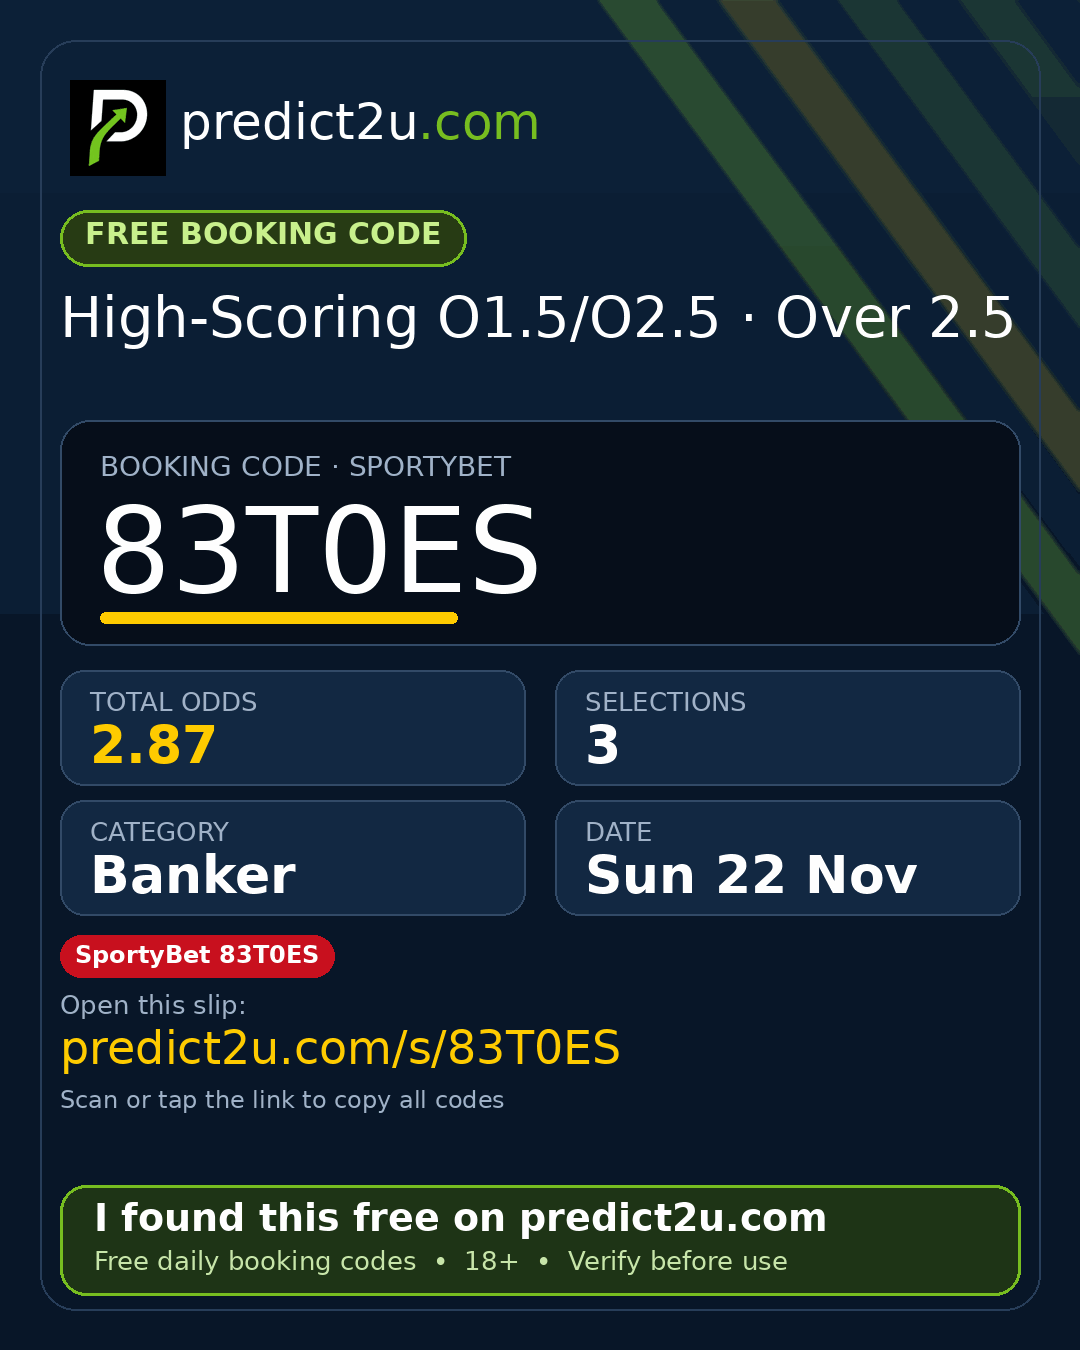 predict2u.com
FREE BOOKING CODE
High-Scoring O1.5/O2.5 · Over 2.5
BOOKING CODE · SPORTYBET
83T0ES
TOTAL ODDS
2.87
SELECTIONS
3
CATEGORY
Banker
DATE
Sun 22 Nov
SportyBet 83T0ES
Open this slip:
predict2u.com/s/83T0ES
Scan or tap the link to copy all codes
I found this free on predict2u.com
Free daily booking codes • 18+ • Verify before use